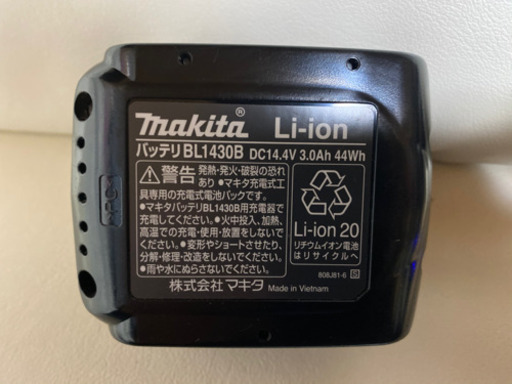 makita® Li-ion
バッテリBL1430B DC14.4V 3.0Ah 44Wh
⚠警告 発熱・発火・破裂の恐れ
あり ●マキタ充電式工
具専用の充電式電池パックです。
●マキタバッテリBL1430B用充電器で
充電してください。●火中投入、加熱、
高温での充電・使用・放置をしない
でください。●変形やショートさせたり、
分解・修理・改造をしないでください。
●雨や水にぬらさないでください。
Li-ion 20
リチウムイオン電池
はリサイクルへ
808J81-6
株式会社マキタ Made in Vietnam